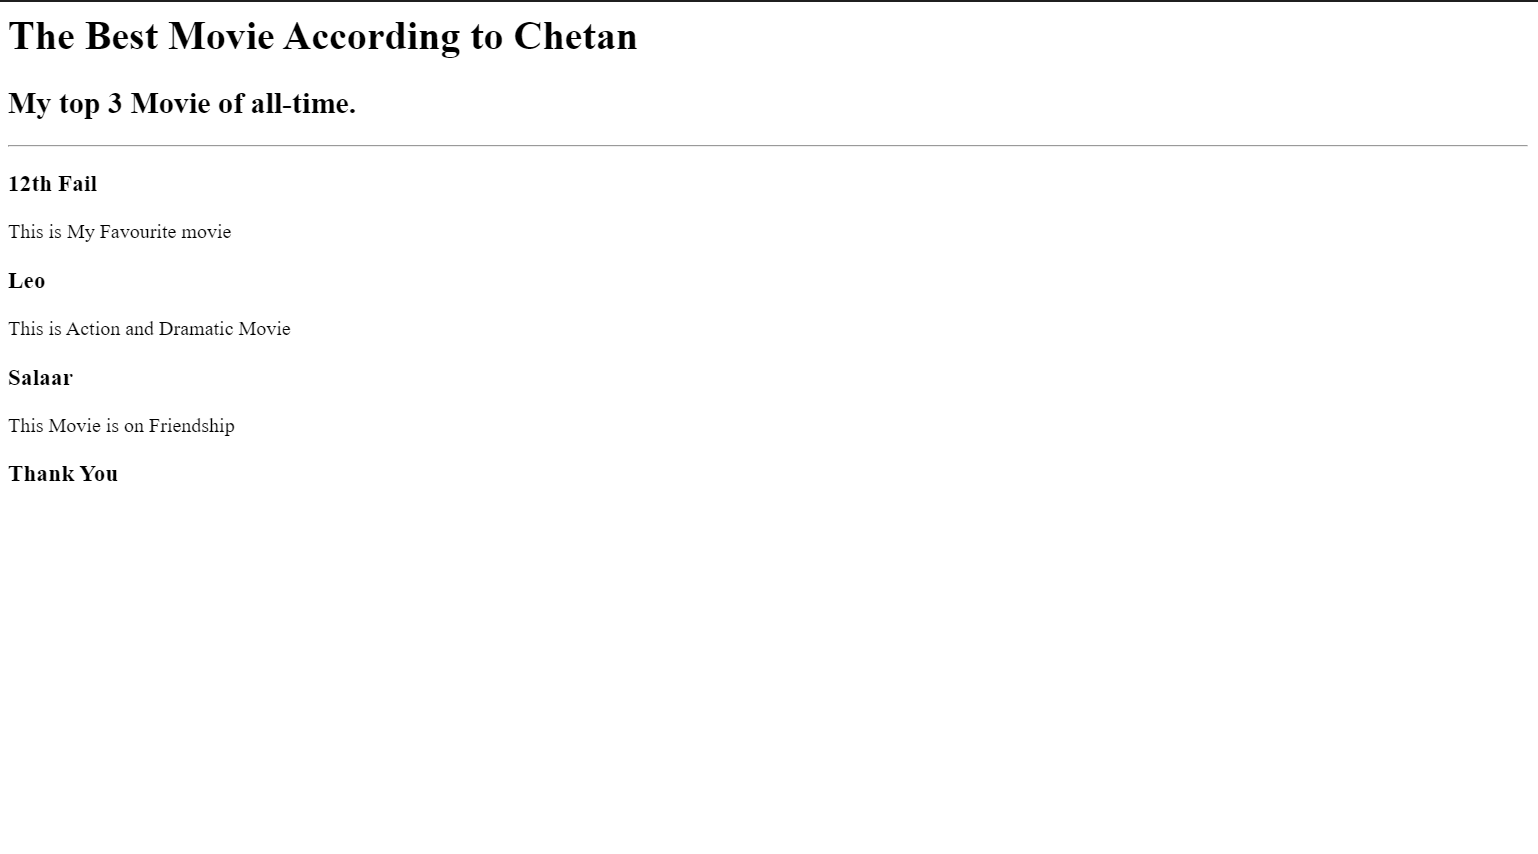 The Best Movie According to Chetan
My top 3 Movie of all-time.
12th Fail
This is My Favourite movie
Leo
This is Action and Dramatic Movie
Salaar
This Movie is on Friendship
Thank You